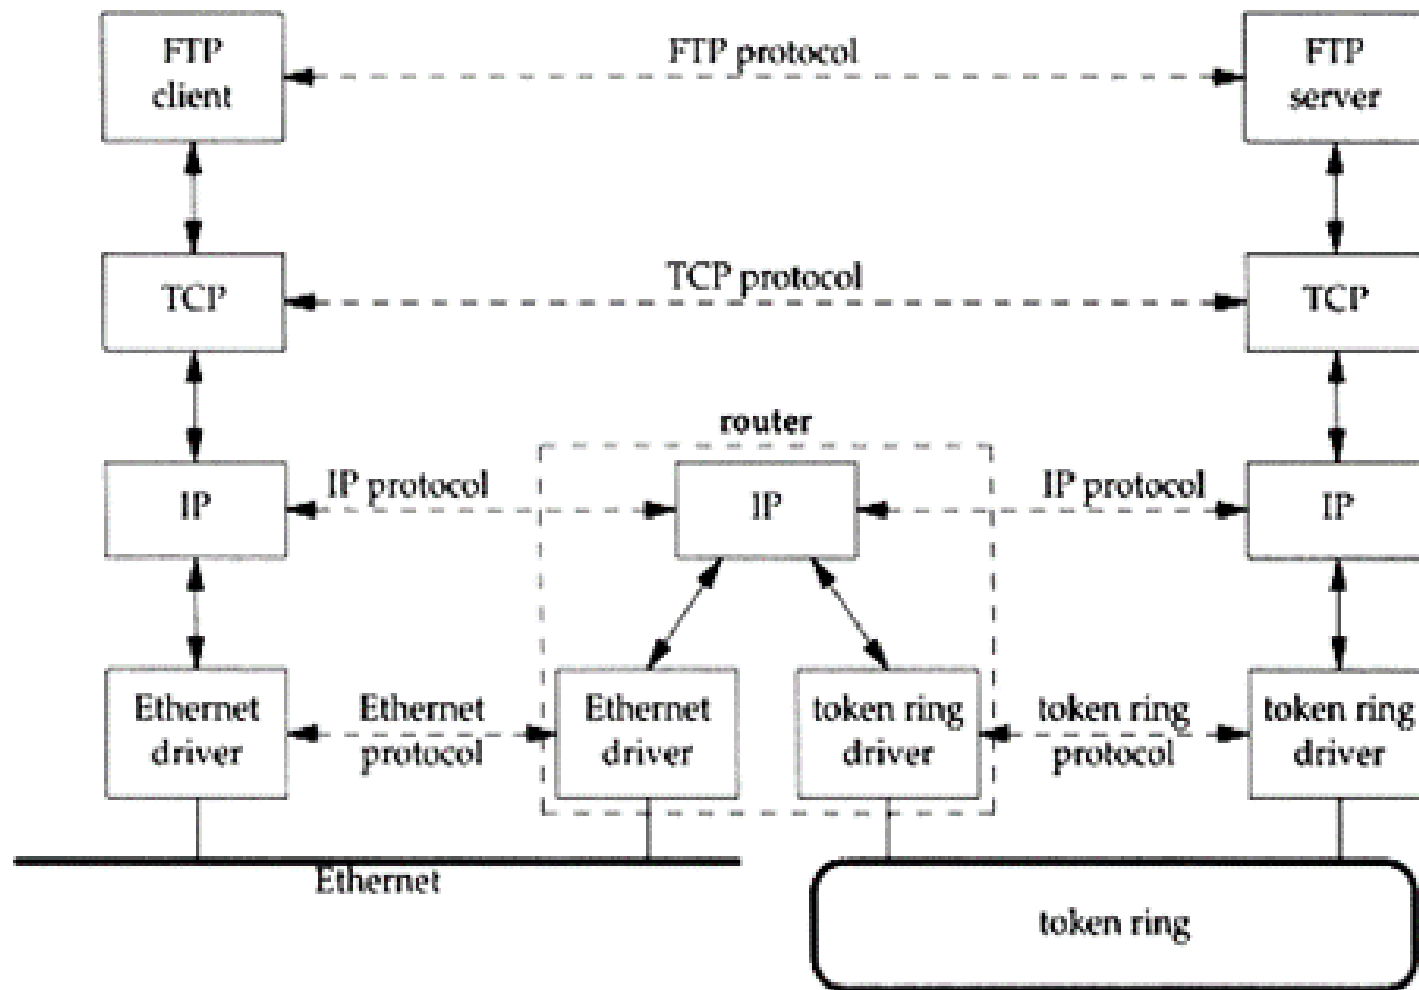 FTP
client
FTP protocol
FTP
server
TCP
TCP protocol
TCP
router
IP
IP protocol
IP
IP protocol
IP
Ethernet
driver
Ethernet
protocol
Ethernet
driver
token ring
driver
token ring
protocol
token ring
driver
Ethernet
token ring